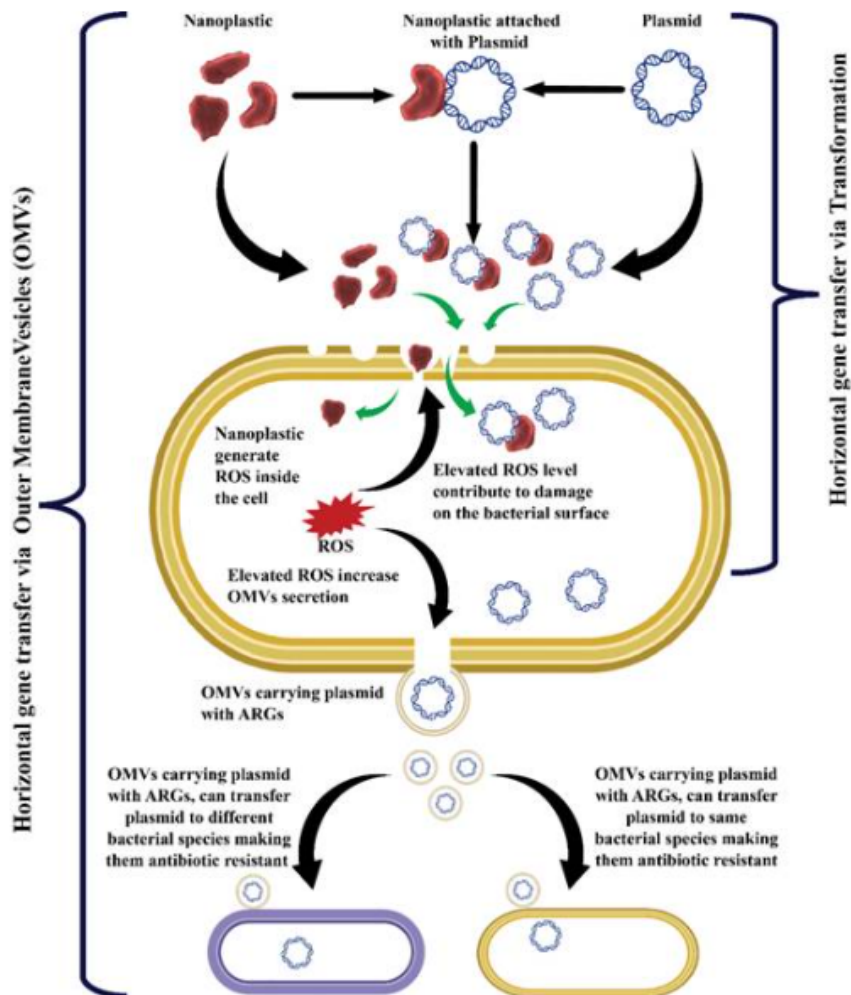 Nanoplastic
Nanoplastic attached
with Plasmid
Plasmid
Horizontal gene transfer via Outer MembraneVesicles (OMVs)
Horizontal gene transfer via Transformation
Nanoplastic
generate
ROS inside
the cell
Elevated ROS level
contribute to damage
on the bacterial surface
ROS
Elevated ROS increase
OMVs secretion
OMVs carrying plasmid
with ARGs
OMVs carrying plasmid
with ARGs, can transfer
plasmid to different
bacterial species making
them antibiotic resistant
OMVs carrying plasmid
with ARGs, can transfer
plasmid to same
bacterial species making
them antibiotic resistant